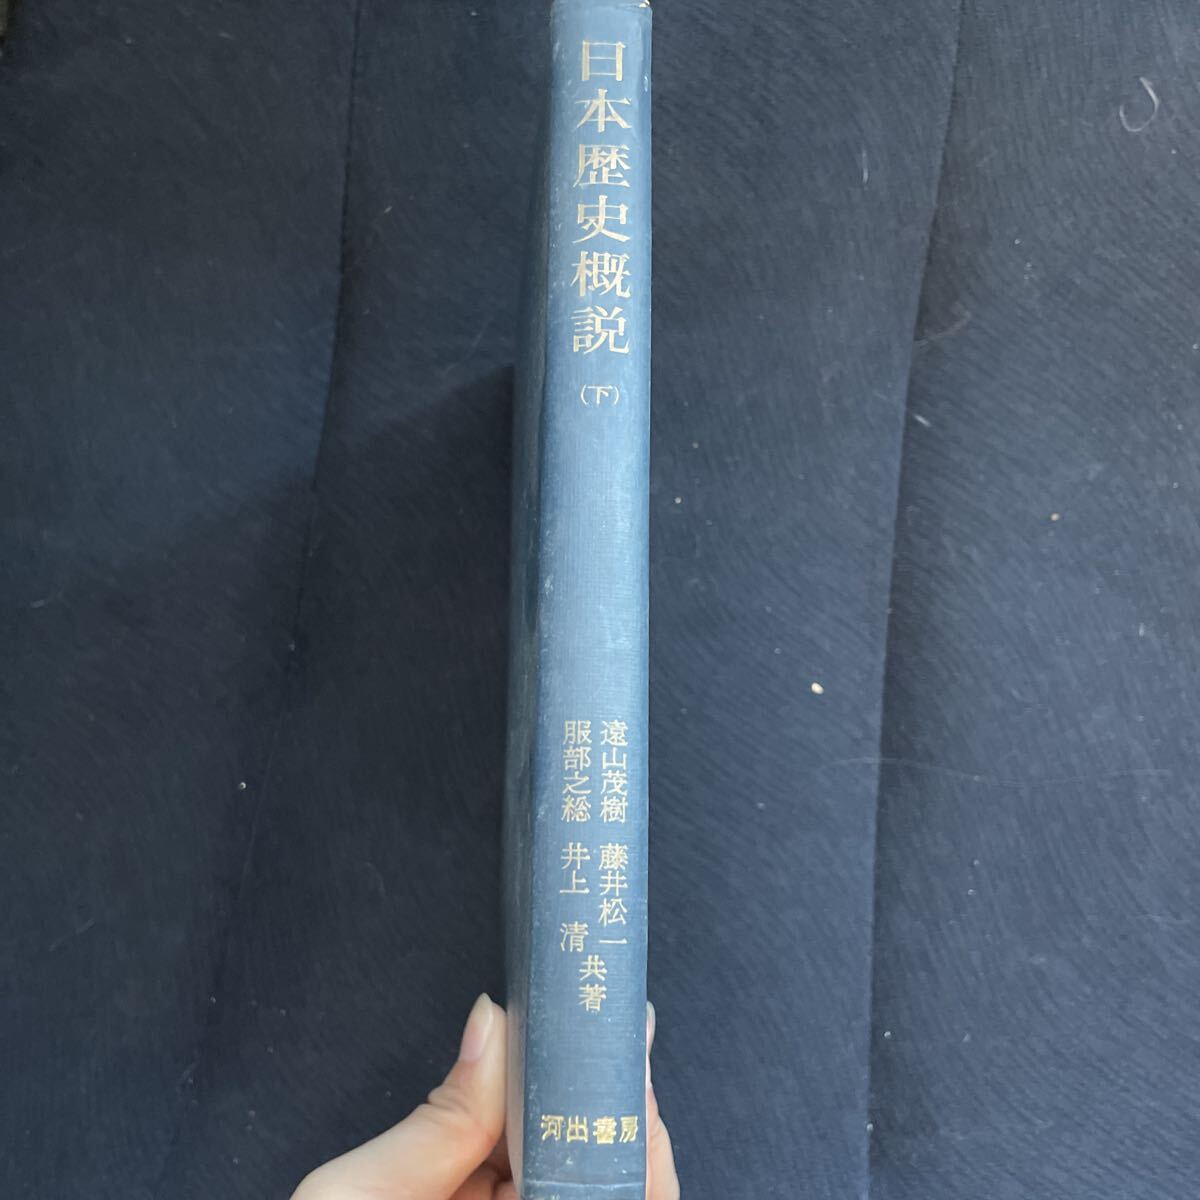 日本歴史概説
(下)
遠山茂樹 藤井松一
服部之総 井上 清
共著
河出書房